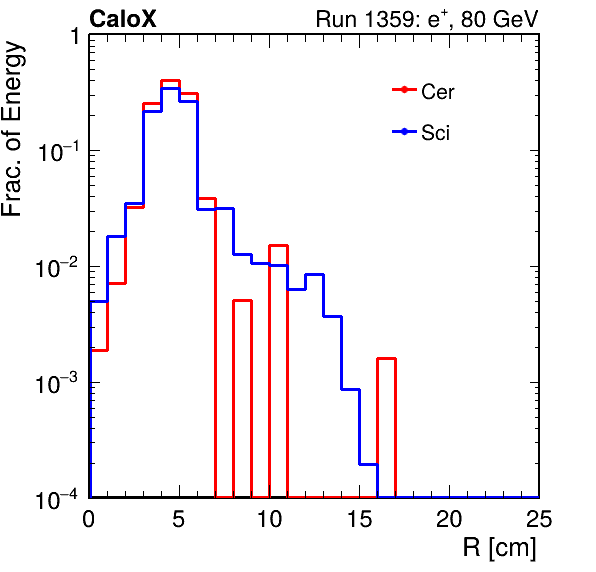 CaloX Run 1359: e⁺, 80 GeV
Frac. of Energy
1
10⁻¹
10⁻²
10⁻³
10⁻⁴
Cer
Sci
0 5 10 15 20 25
R [cm]